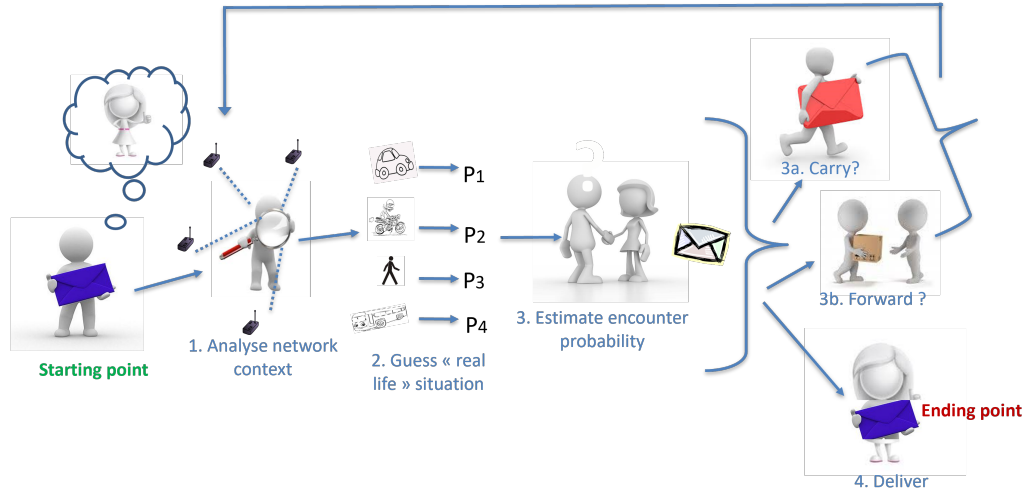 Starting point
1. Analyse network
context
P1
P2
P3
P4
2. Guess « real
life » situation
3. Estimate encounter
probability
3a. Carry?
3b. Forward ?
Ending point
4. Deliver